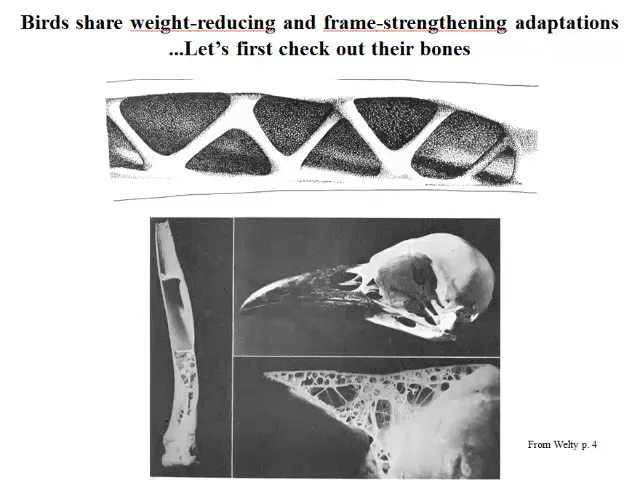 Birds share weight-reducing and frame-strengthening adaptations
...Let's first check out their bones
From Welty p. 4